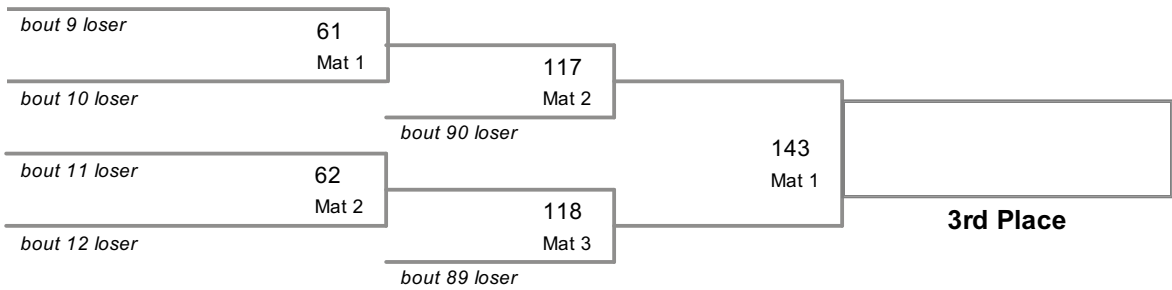 bout 9 loser
61
Mat 1
bout 10 loser
117
Mat 2
bout 90 loser
bout 11 loser
62
Mat 2
bout 12 loser
118
Mat 3
bout 89 loser
143
Mat 1
3rd Place